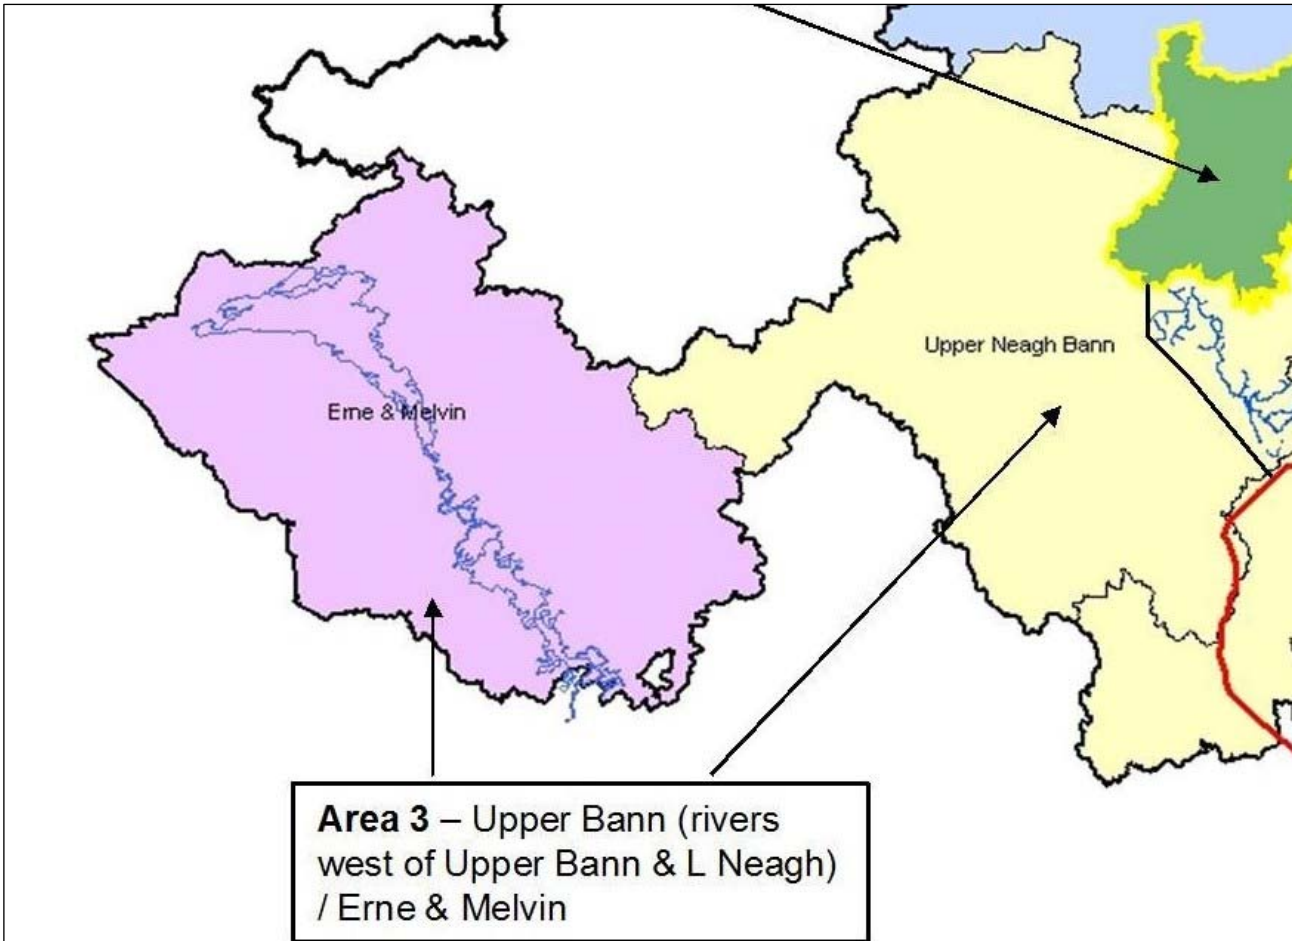 Upper Neagh Bann
Erne & Melvin
Area 3 – Upper Bann (rivers
west of Upper Bann & L Neagh)
/ Erne & Melvin